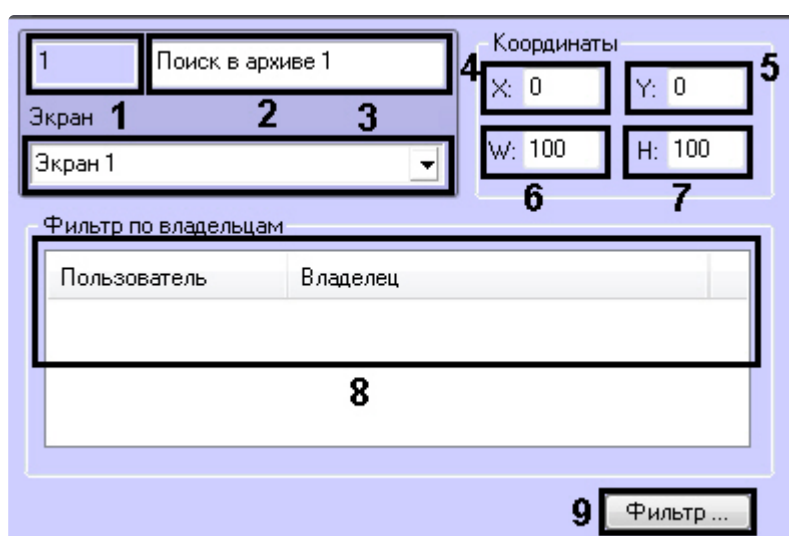 1 Поиск в архиве 1
Экран 1 2 3
Экран 1
Координаты
4 X: 0 Y: 0 5
W: 100 H: 100
6 7
Фильтр по владельцам
Пользователь Владелец
8
9 Фильтр ...